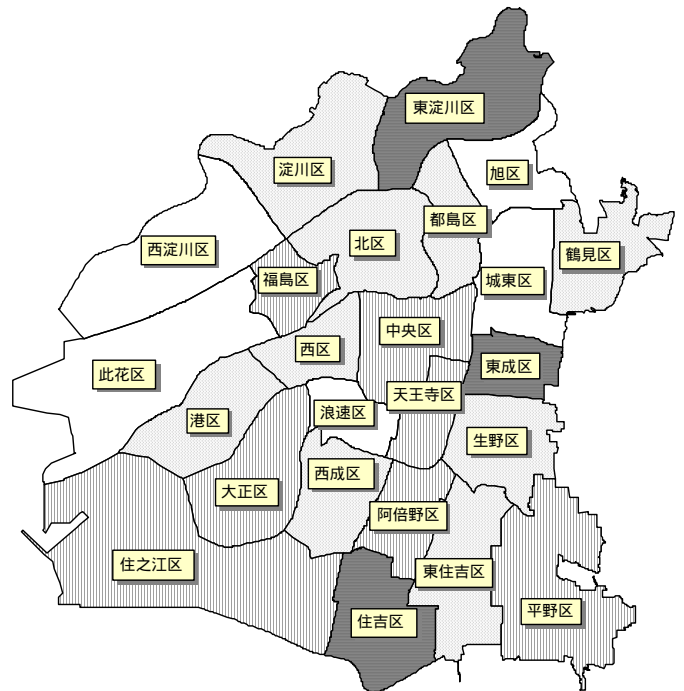 東淀川区
淀川区
旭区
都島区
西淀川区
北区
鶴見区
福島区
城東区
中央区
西区
東成区
此花区
天王寺区
港区
浪速区
生野区
西成区
大正区
阿倍野区
住之江区
東住吉区
平野区
住吉区